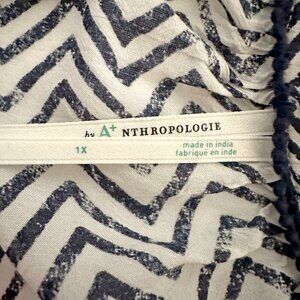 by A+ NTHROPOLOGIE
1X
made in india
fabriqué en inde